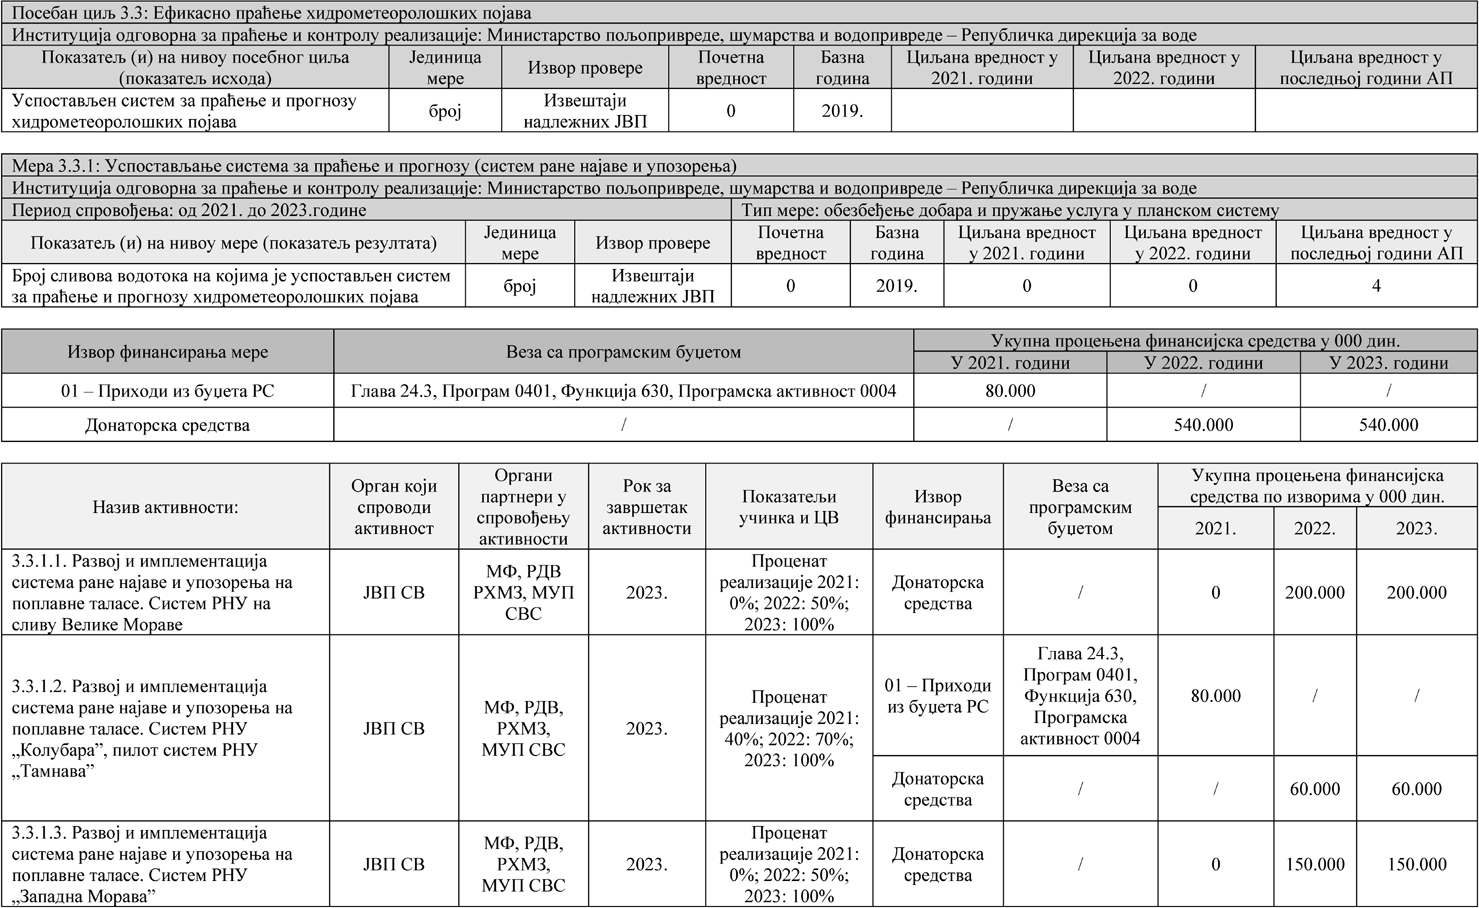 Посебан циљ 3.3: Ефикасно праћење хидрометеоролошких појава
Институција одговорна за праћење и контролу реализације: Министарство пољопривреде, шумарства и водопривреде – Републичка дирекција за воде
Показатељ (и) на нивоу посебног циља
(показатељ исхода)
Јединица
мере
Извор провере
Почетна
вредност
Базна
година
Циљана вредност у
2021. години
Циљана вредност у
2022. години
Циљана вредност у
последњој години АП
Успостављен систем за праћење и прогнозу
хидрометеоролошких појава
број
Извештаји
надлежних ЈВП
0
2019.
Мера 3.3.1: Успостављање система за праћење и прогнозу (систем ране најаве и упозорења)
Институција одговорна за праћење и контролу реализације: Министарство пољопривреде, шумарства и водопривреде – Републичка дирекција за воде
Период спровођења: од 2021. до 2023.године
Тип мере: обезбеђење добара и пружање услуга у планском систему
Показатељ (и) на нивоу мере (показатељ резултата)
Јединица
мере
Извор провере
Почетна
вредност
Базна
година
Циљана вредност
у 2021. години
Циљана вредност
у 2022. години
Циљана вредност у
последњој години АП
Број сливова водотока на којима је успостављен систем
за праћење и прогнозу хидрометеоролошких појава
број
Извештаји
надлежних ЈВП
0
2019.
0
0
4
Извор финансирања мере
Веза са програмским буџетом
Укупна процењена финансијска средства у 000 дин.
У 2021. години
У 2022. години
У 2023. години
01 – Приходи из буџета РС
Глава 24.3, Програм 0401, Функција 630, Програмска активност 0004
80.000
/
/
Донаторска средства
/
/
540.000
540.000
Назив активности:
Орган који
спроводи
активност
Органи
партнери у
спровођењу
активности
Рок за
завршетак
активности
Показатељи
учинка и ЦВ
Извор
финансирања
Веза са
програмским
буџетом
Укупна процењена финансијска
средства по изворима у 000 дин.
2021.
2022.
2023.
3.3.1.1. Развој и имплементација
система ране најаве и упозорења на
поплавне таласе. Систем РНУ на
сливу Велике Мораве
ЈВП СВ
МФ, РДВ
РХМЗ, МУП
СВС
2023.
Проценат
реализације 2021:
0%; 2022: 50%;
2023: 100%
Донаторска
средства
/
0
200.000
200.000
3.3.1.2. Развој и имплементација
система ране најаве и упозорења на
поплавне таласе. Систем РНУ
„Колубара”, пилот систем РНУ
„Тамнава”
ЈВП СВ
МФ, РДВ,
РХМЗ,
МУП СВС
2023.
Проценат
реализације 2021:
40%; 2022: 70%;
2023: 100%
01 – Приходи
из буџета РС
Глава 24.3,
Програм 0401,
Функција 630,
Програмска
активност 0004
80.000
/
/
Донаторска
средства
/
/
60.000
60.000
3.3.1.3. Развој и имплементација
система ране најаве и упозорења на
поплавне таласе. Систем РНУ
„Западна Морава”
ЈВП СВ
МФ, РДВ,
РХМЗ,
МУП СВС
2023.
Проценат
реализације 2021:
0%; 2022: 50%;
2023: 100%
Донаторска
средства
/
0
150.000
150.000